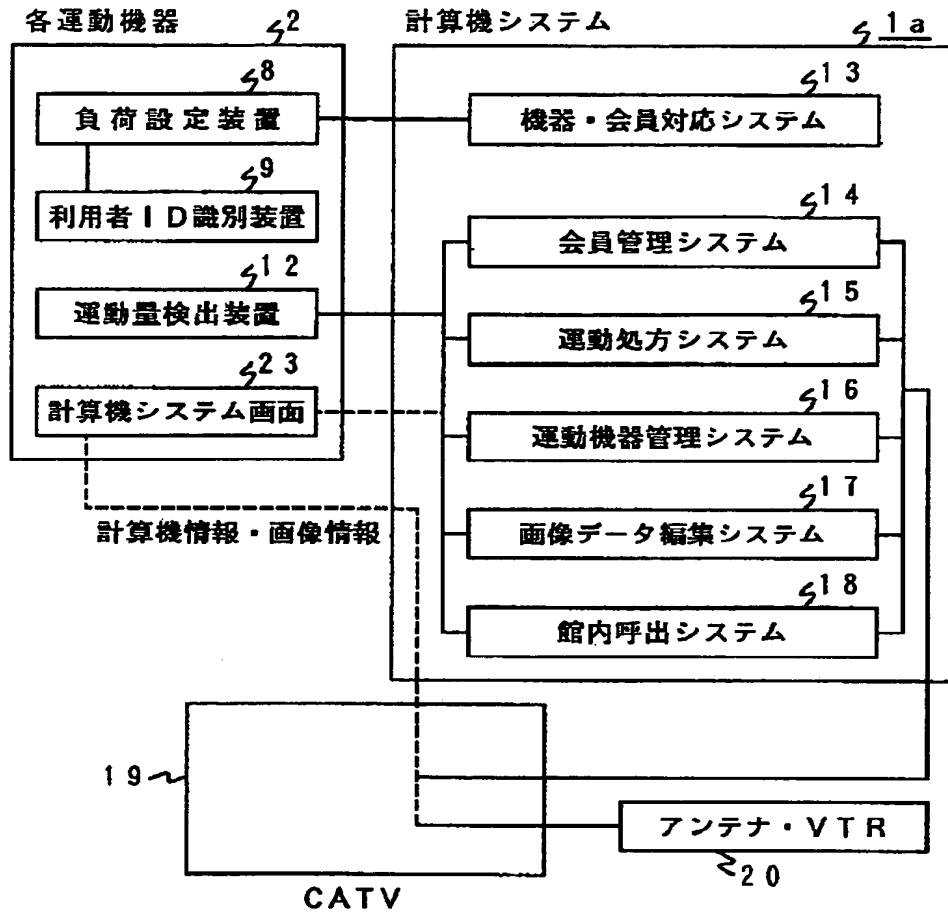 各運動機器
2
計算機システム
1a
8
負荷設定装置
13
機器・会員対応システム
9
利用者ID識別装置
14
会員管理システム
12
運動量検出装置
15
運動処方システム
23
計算機システム画面
16
運動機器管理システム
計算機情報・画像情報
17
画像データ編集システム
18
館内呼出システム
19
アンテナ・VTR
20
CATV